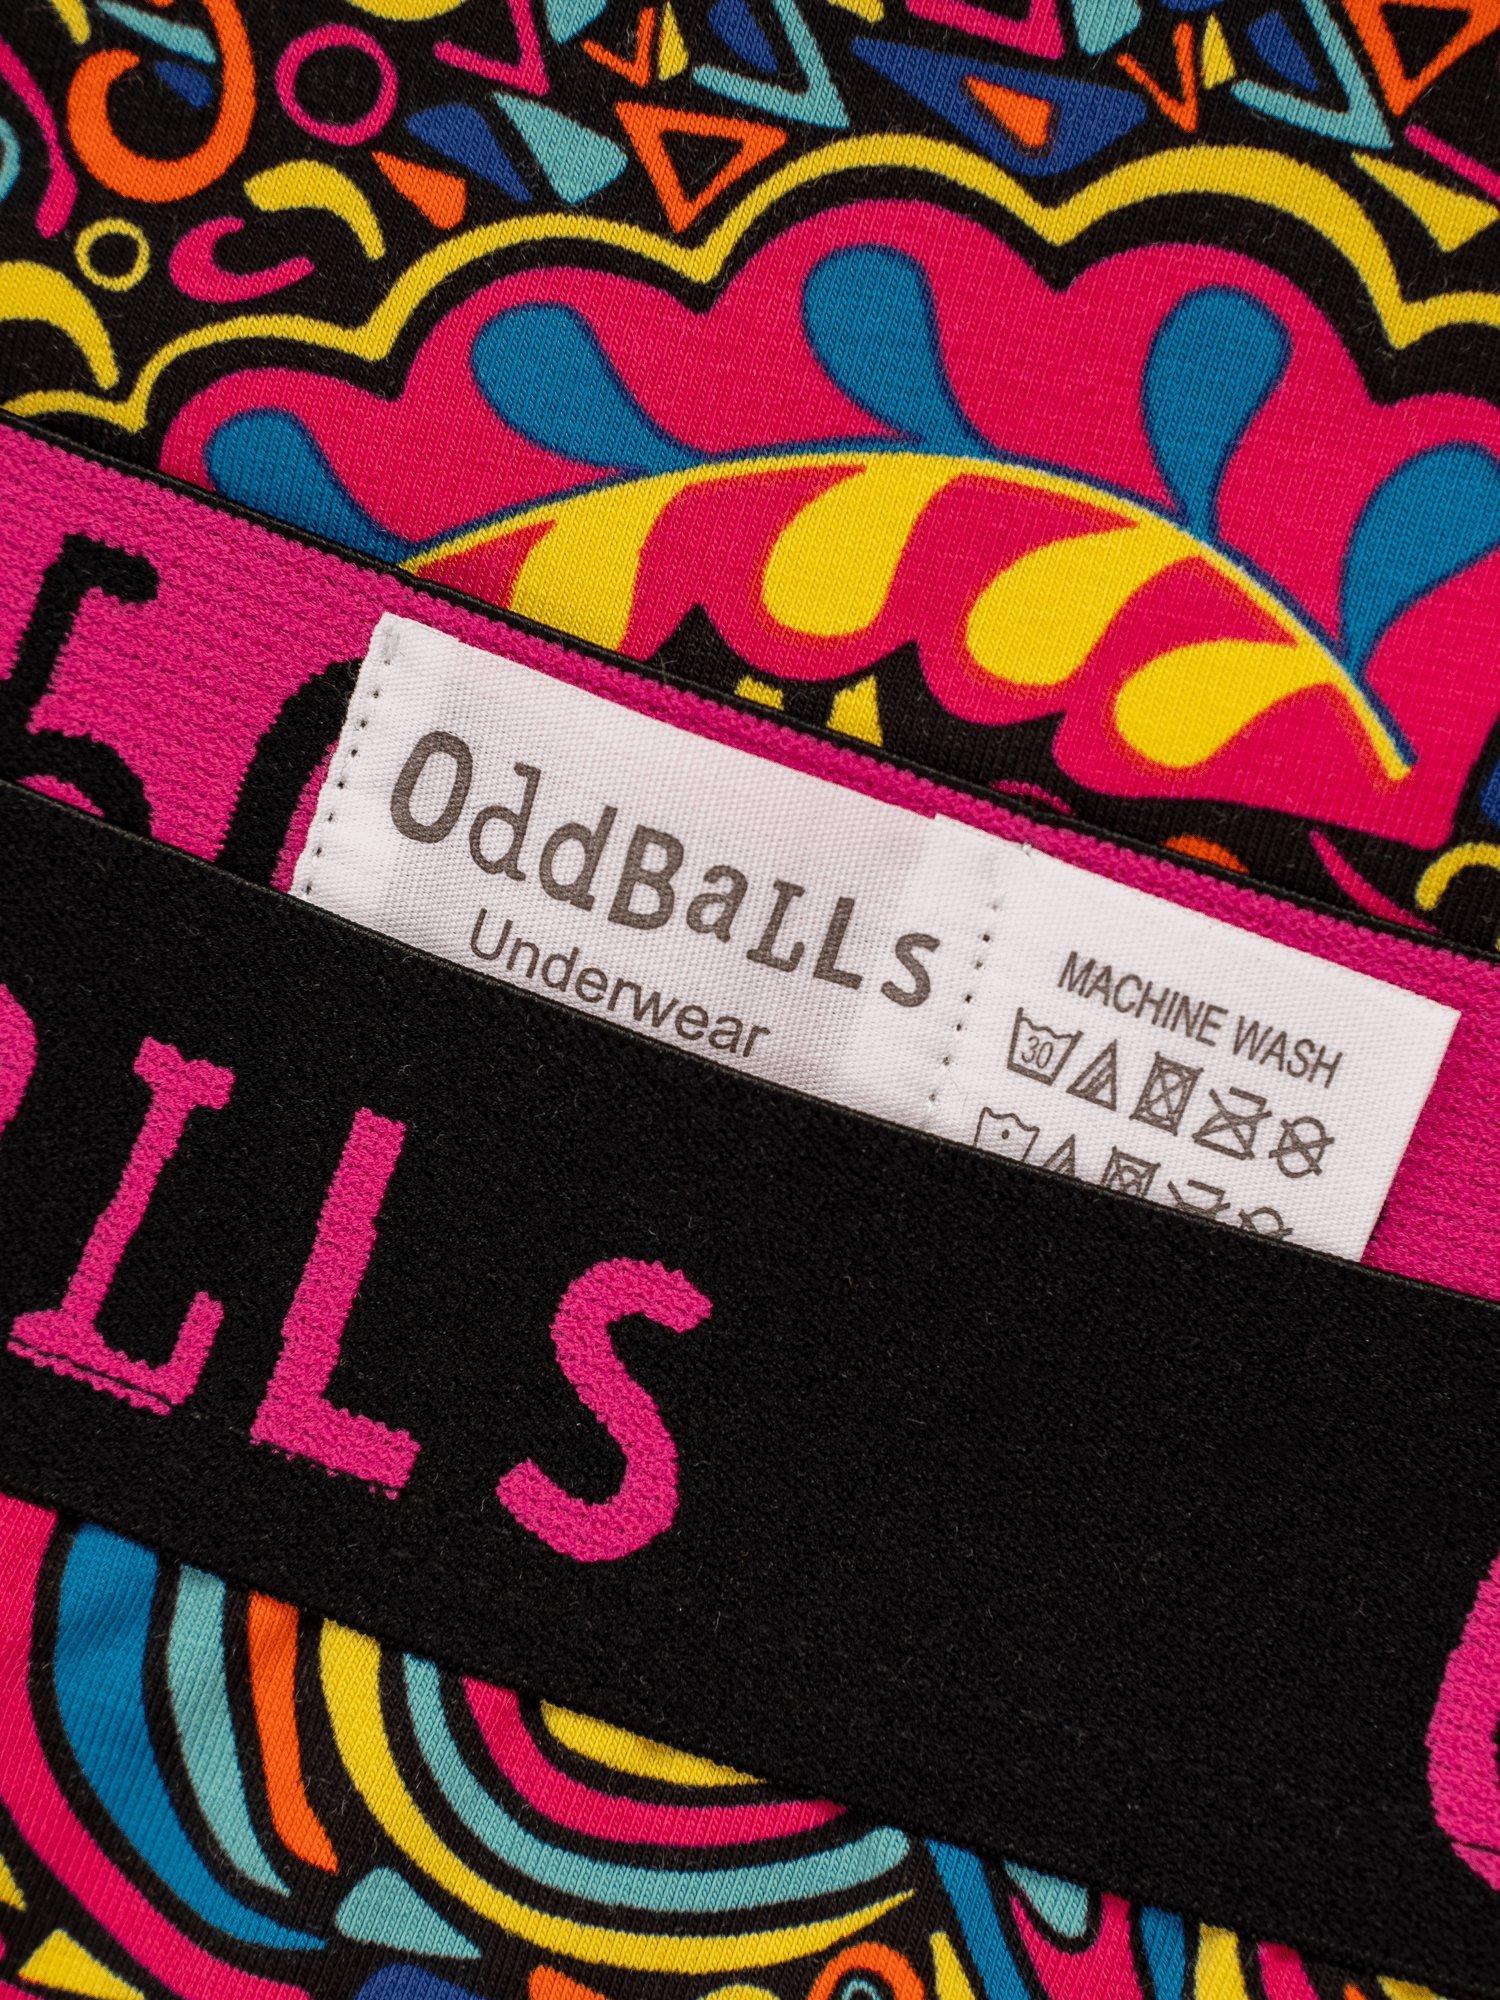 OddBaLLs
Underwear
MACHINE WASH
30
LLs